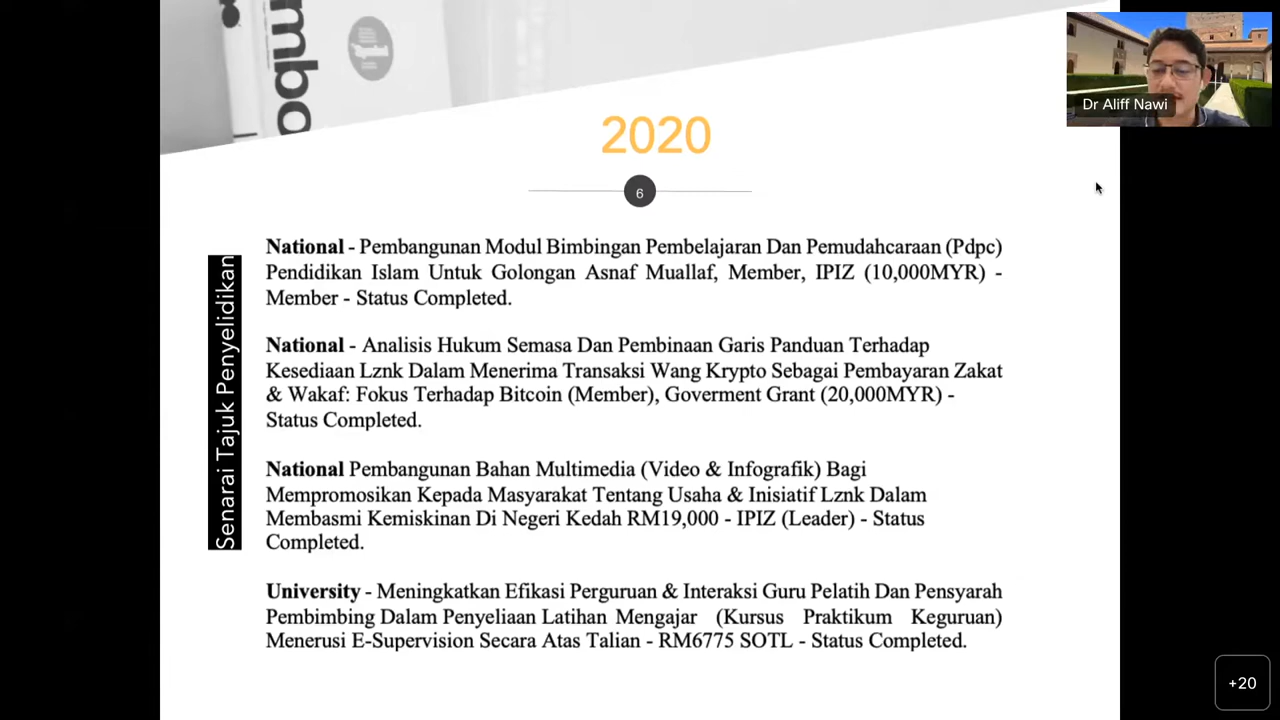 mbo
Dr Aliff Nawi
2020
6
Senarai Tajuk Penyelidikan
National - Pembangunan Modul Bimbingan Pembelajaran Dan Pemudahcaraan (Pdpc)
Pendidikan Islam Untuk Golongan Asnaf Muallaf, Member, IPIZ (10,000MYR) -
Member - Status Completed.
National - Analisis Hukum Semasa Dan Pembinaan Garis Panduan Terhadap
Kesediaan Lznk Dalam Menerima Transaksi Wang Krypto Sebagai Pembayaran Zakat
& Wakaf: Fokus Terhadap Bitcoin (Member), Goverment Grant (20,000MYR) -
Status Completed.
National Pembangunan Bahan Multimedia (Video & Infografik) Bagi
Mempromosikan Kepada Masyarakat Tentang Usaha & Inisiatif Lznk Dalam
Membasmi Kemiskinan Di Negeri Kedah RM19,000 - IPIZ (Leader) - Status
Completed.
University - Meningkatkan Efikasi Perguruan & Interaksi Guru Pelatih Dan Pensyarah
Pembimbing Dalam Penyeliaan Latihan Mengajar (Kursus Praktikum Keguruan)
Menerusi E-Supervision Secara Atas Talian - RM6775 SOTL - Status Completed.
+20